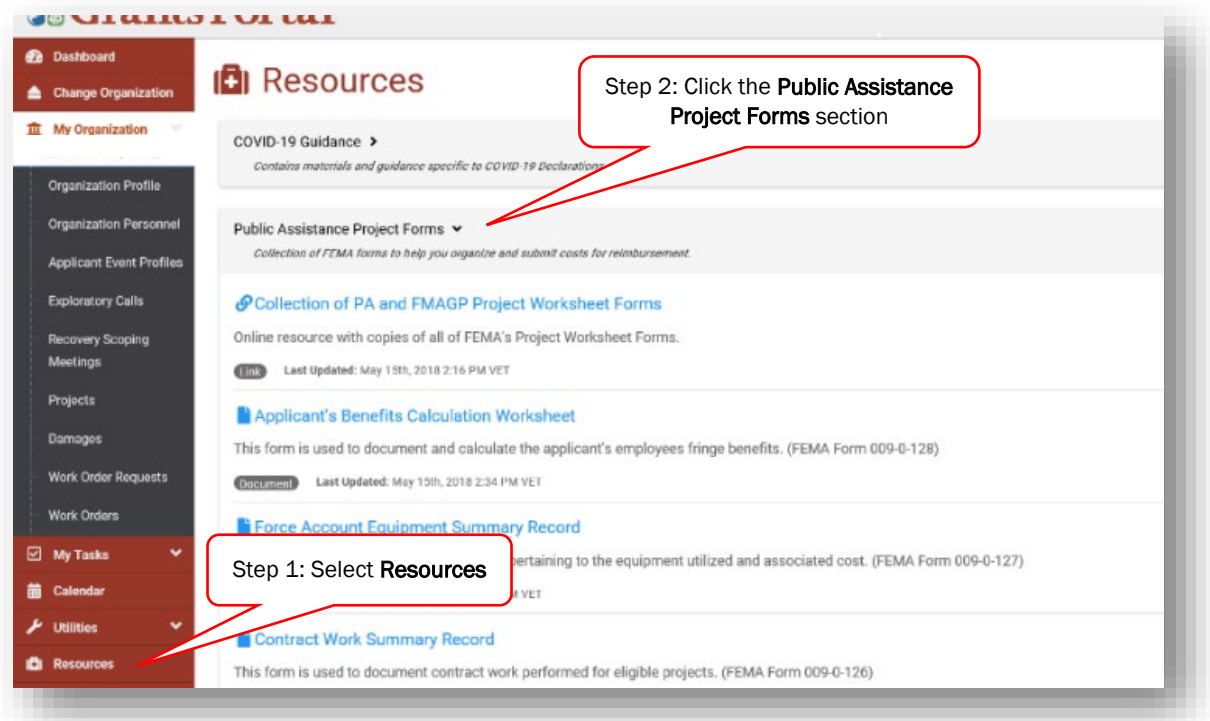 Grants Portal
Dashboard
Change Organization
My Organization
Organization Profile
Organization Personnel
Applicant Event Profiles
Exploratory Calls
Recovery Scoping
Meetings
Projects
Damages
Work Order Requests
Work Orders
My Tasks
Calendar
Utilities
Resources
Resources
Step 2: Click the Public Assistance
Project Forms section
COVID-19 Guidance
Contains materials and guidance specific to COVID-19 Declarations
Public Assistance Project Forms
Collection of FEMA forms to help you organize and submit costs for reimbursement.
Collection of PA and FMAGP Project Worksheet Forms
Online resource with copies of all of FEMA's Project Worksheet Forms.
Link Last Updated: May 15th, 2018 2:16 PM VET
Applicant's Benefits Calculation Worksheet
This form is used to document and calculate the applicant's employees fringe benefits. (FEMA Form 009-0-128)
Document Last Updated: May 15th, 2018 2:34 PM VET
Force Account Equipment Summary Record
Step 1: Select Resources
pertaining to the equipment utilized and associated cost. (FEMA Form 009-0-127)
VET
Contract Work Summary Record
This form is used to document contract work performed for eligible projects. (FEMA Form 009-0-126)